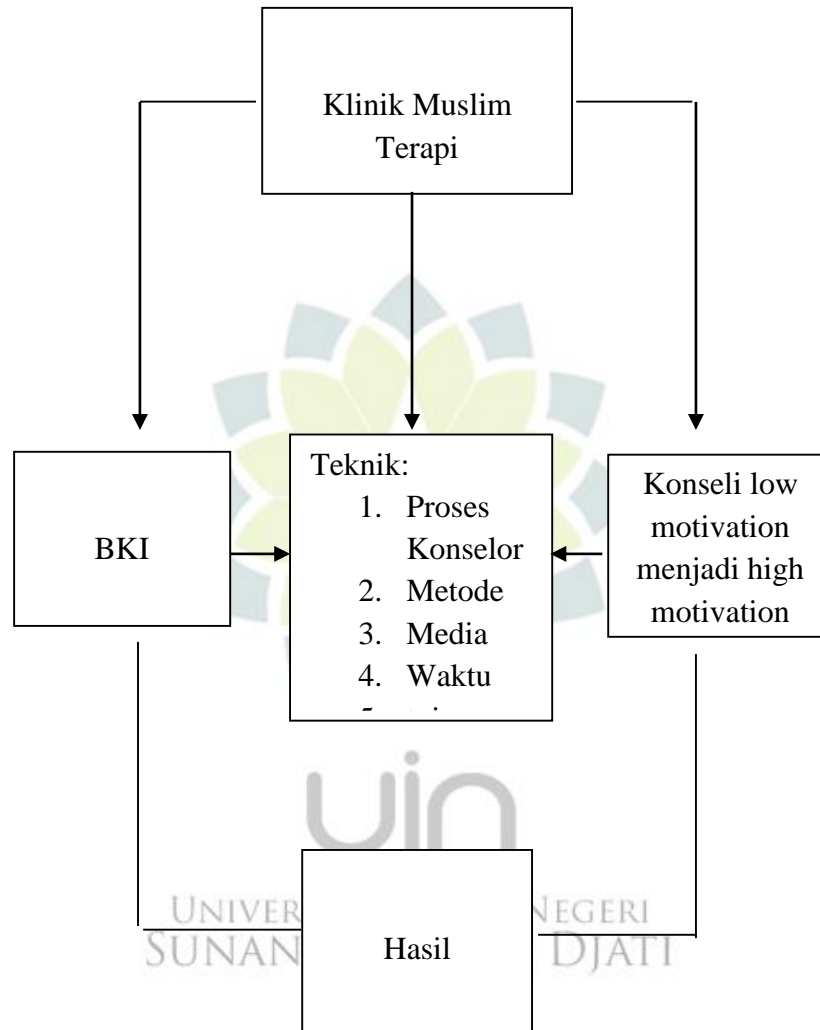 Klinik Muslim
Terapi
BKI
Teknik:
1. Proses
Konselor
2. Metode
3. Media
4. Waktu
Konseli low
motivation
menjadi high
motivation
uin
UNIVER NEGERI
SUNAN DJATI
Hasil